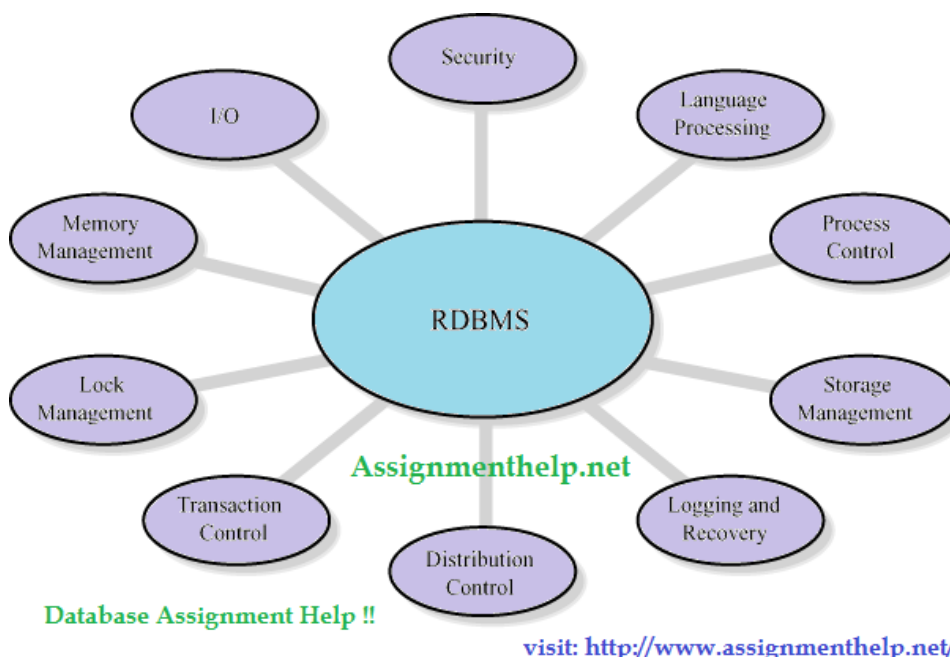 Security
I/O
Language
Processing
Memory
Management
Process
Control
RDBMS
Lock
Management
Storage
Management
Assignmenthelp.net
Transaction
Control
Logging and
Recovery
Distribution
Control
Database Assignment Help !!
visit: http://www.assignmenthelp.net/